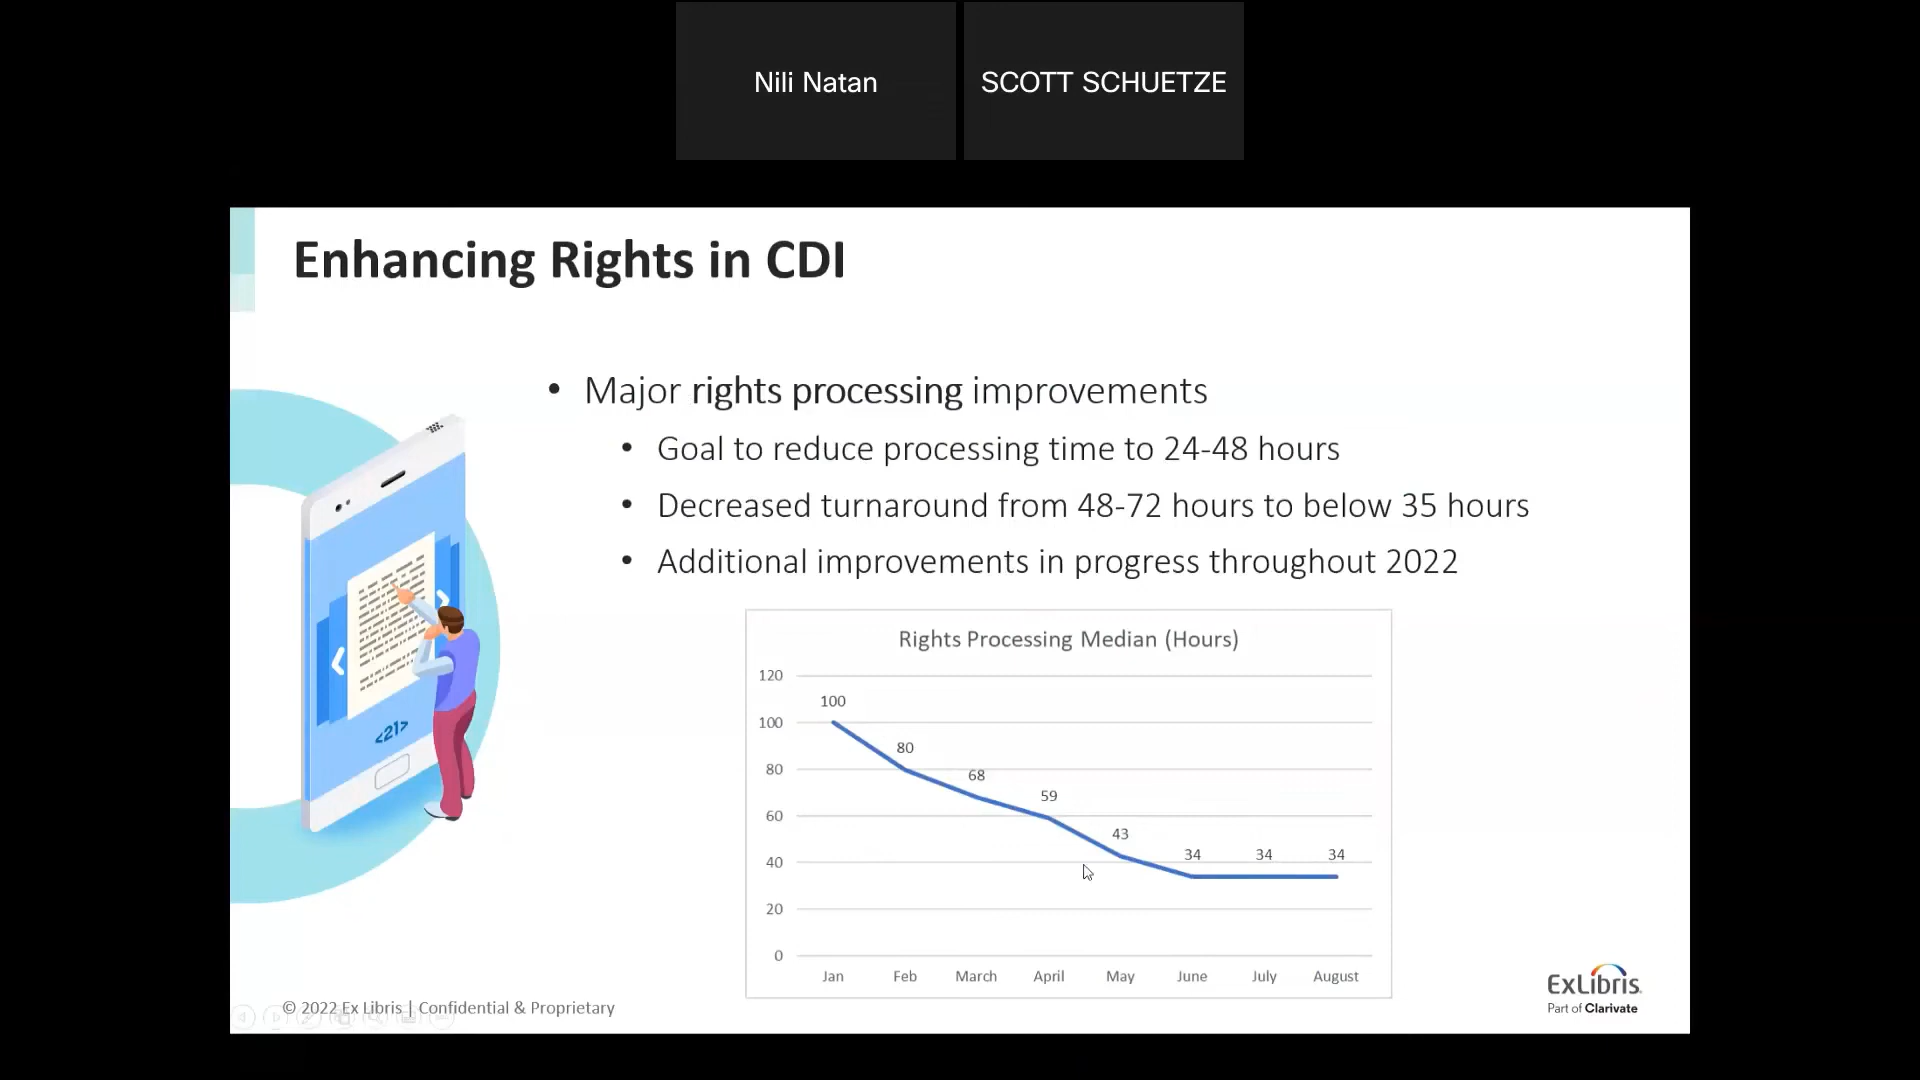 Nili Natan
SCOTT SCHUETZE
Enhancing Rights in CDI
• Major rights processing improvements
• Goal to reduce processing time to 24-48 hours
• Decreased turnaround from 48-72 hours to below 35 hours
• Additional improvements in progress throughout 2022
<21>
Rights Processing Median (Hours)
120
100
80
60
40
20
0
100
80
68
59
43
34
34
34
Jan Feb March April May June July August
© 2022 Ex Libris | Confidential & Proprietary
ExLibris
Part of Clarivate